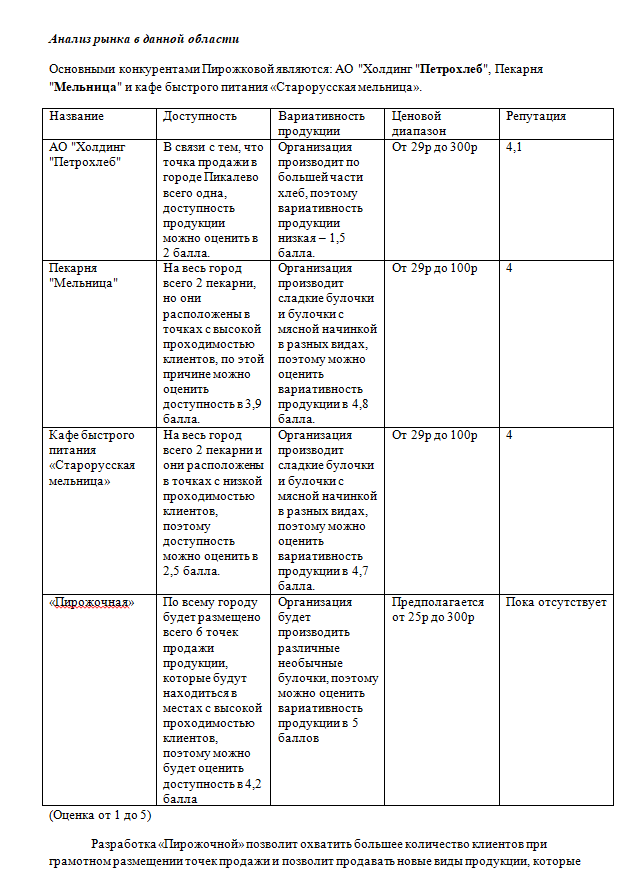 Анализ рынка в данной области
Основными конкурентами Пирожковой являются: АО "Холдинг "Петрохлеб", Пекарня
"Мельница" и кафе быстрого питания «Старорусская мельница».
Название
Доступность
Вариативность
продукции
Ценовой
диапазон
Репутация
АО "Холдинг
"Петрохлеб"
В связи с тем, что
точка продажи в
городе Пикалево
всего одна,
доступность
продукции
можно оценить в
2 балла.
Организация
производит по
большей части
хлеб, поэтому
вариативность
продукции
низкая – 1,5
балла.
От 29р до 300р
4,1
Пекарня
"Мельница"
На весь город
всего 2 пекарни,
но они
расположены в
точках с высокой
проходимостью
клиентов, по этой
причине можно
оценить
доступность в 3,9
балла.
Организация
производит
сладкие булочки
и булочки с
мясной начинкой
в разных видах,
поэтому можно
оценить
вариативность
продукции в 4,8
балла.
От 29р до 100р
4
Кафе быстрого
питания
«Старорусская
мельница»
На весь город
всего 2 пекарни и
они расположены
в точках с низкой
проходимостью
клиентов,
поэтому
доступность
можно оценить в
2,5 балла.
Организация
производит
сладкие булочки
и булочки с
мясной начинкой
в разных видах,
поэтому можно
оценить
вариативность
продукции в 4,7
балла.
От 29р до 100р
4
«Пирожочная»
По всему городу
будет размещено
всего 6 точек
продажи
продукции,
которые будут
находиться в
местах с высокой
проходимостью
клиентов,
поэтому можно
будет оценить
доступность в 4,2
балла
Организация
будет
производить
различные
необычные
булочки, поэтому
можно оценить
вариативность
продукции в 5
баллов
Предполагается
от 25р до 300р
Пока отсутствует
(Оценка от 1 до 5)
Разработка «Пирожочной» позволит охватить большее количество клиентов при
грамотном размещении точек продажи и позволит продавать новые виды продукции, которые